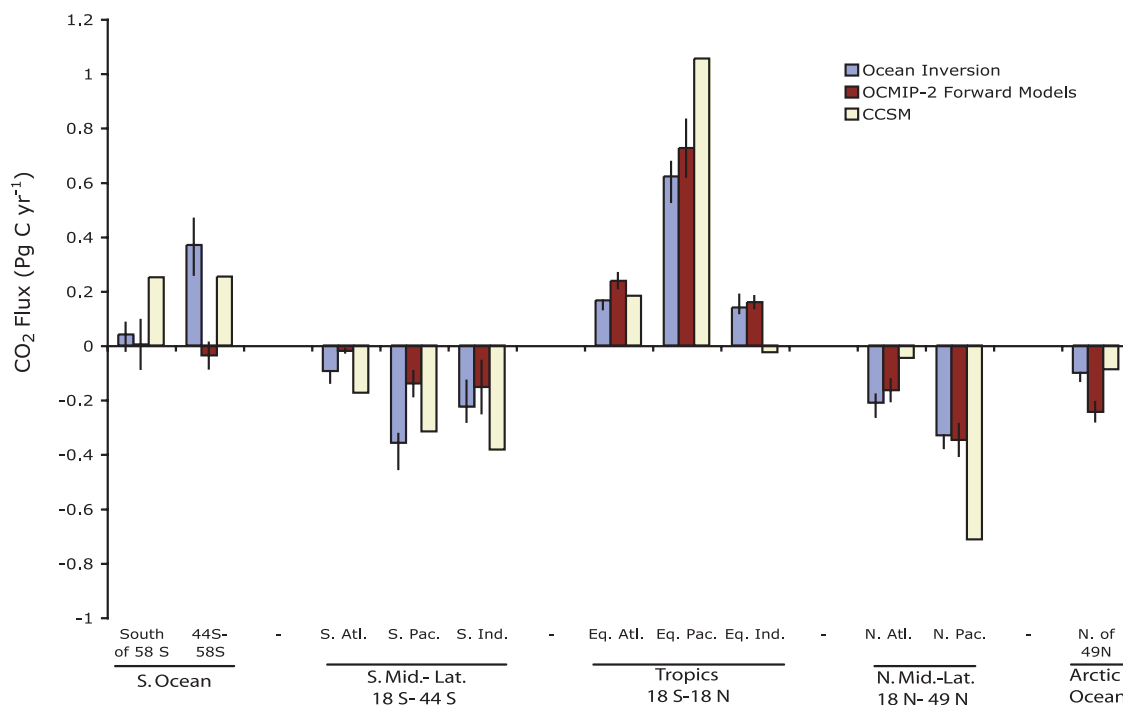 1.2
1
0.8
0.6
0.4
0.2
0
-0.2
-0.4
-0.6
-0.8
-1
CO2 Flux (Pg C yr-1)
Ocean Inversion
OCMIP-2 Forward Models
CCSM
South of 58 S
44S-58S
-
S. Atl.
S. Pac.
S. Ind.
-
Eq. Atl.
Eq. Pac.
Eq. Ind.
-
N. Atl.
N. Pac.
-
N. of 49N
S. Ocean
S. Mid.- Lat.
18 S- 44 S
Tropics
18 S-18 N
N. Mid.-Lat.
18 N- 49 N
Arctic
Ocean